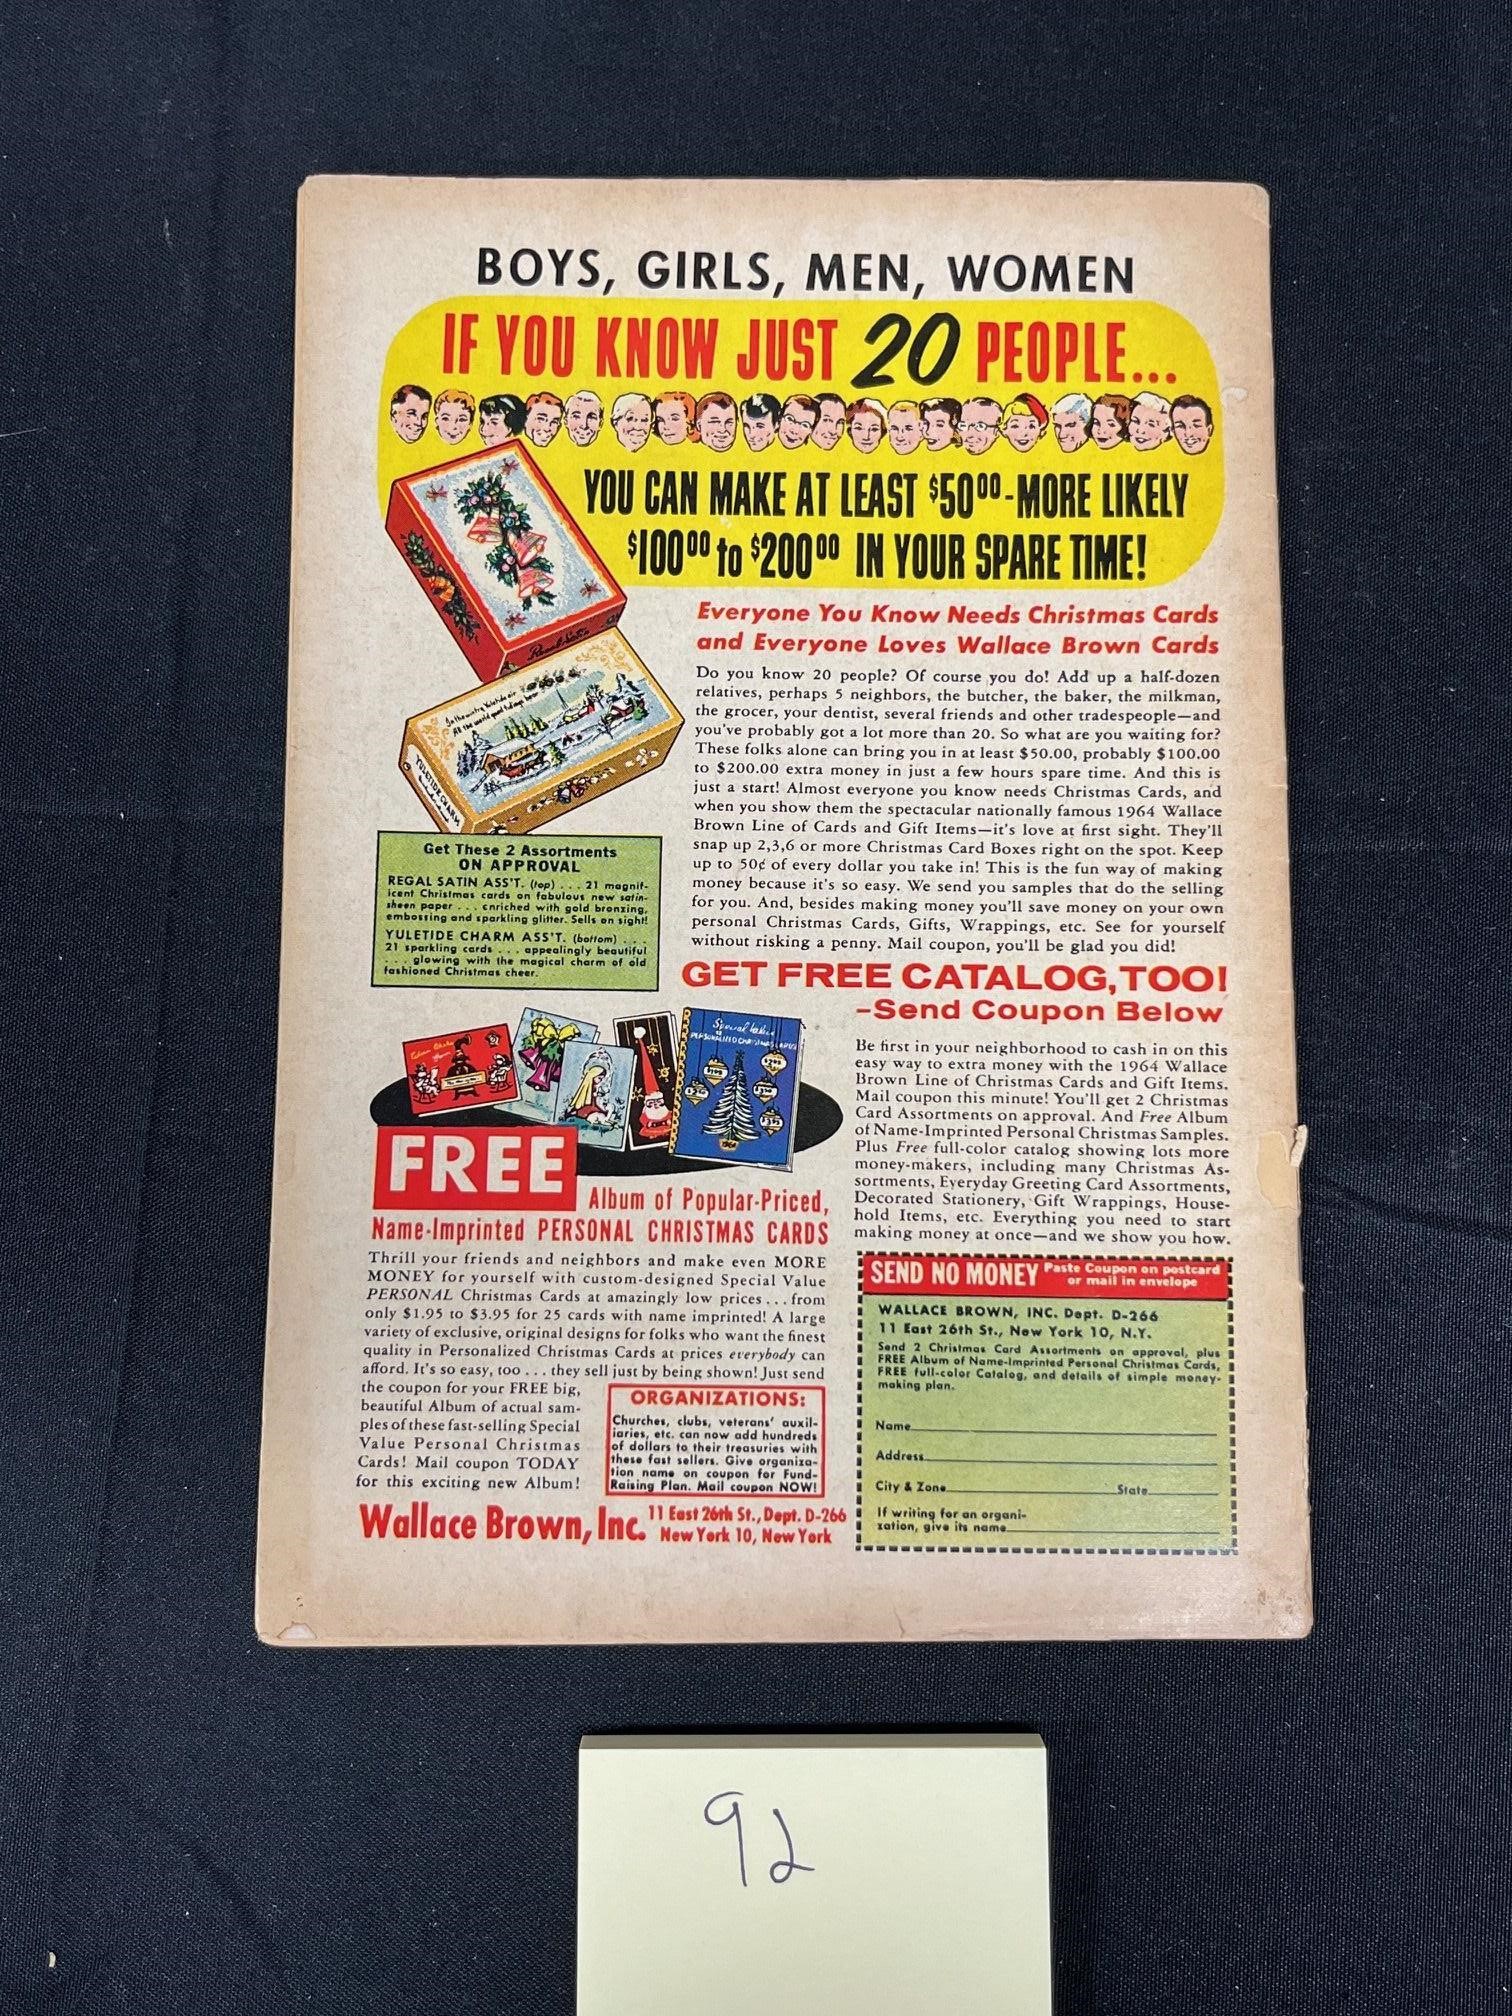 BOYS, GIRLS, MEN, WOMEN
IF YOU KNOW JUST 20 PEOPLE...
YOU CAN MAKE AT LEAST $50.00-MORE LIKELY
$100.00 to $200.00 IN YOUR SPARE TIME!
Regal Satin
In the wintry Yuletide air
YULETIDE CHARM
Everyone You Know Needs Christmas Cards
and Everyone Loves Wallace Brown Cards
Do you know 20 people? Of course you do! Add up a half-dozen
relatives, perhaps 5 neighbors, the butcher, the baker, the milkman,
the grocer, your dentist, several friends and other tradespeople—and
you've probably got a lot more than 20. So what are you waiting for?
These folks alone can bring you in at least $50.00, probably $100.00
to $200.00 extra money in just a few hours spare time. And this is
just a start! Almost everyone you know needs Christmas Cards, and
when you show them the spectacular nationally famous 1964 Wallace
Brown Line of Cards and Gift Items—it's love at first sight. They'll
snap up 2,3,6 or more Christmas Card Boxes right on the spot. Keep
up to 50¢ of every dollar you take in! This is the fun way of making
money because it's so easy. We send you samples that do the selling
for you. And, besides making money you'll save money on your own
personal Christmas Cards, Gifts, Wrappings, etc. See for yourself
without risking a penny. Mail coupon, you'll be glad you did!
Get These 2 Assortments
ON APPROVAL
REGAL SATIN ASS'T. (top) . . . 21 magnif-
icent Christmas cards on fabulous new satin-
sheen paper . . . enriched with gold bronzing,
embossing and sparkling glitter. Sells on sight!
YULETIDE CHARM ASS'T. (bottom) . . .
21 sparkling cards . . . appealingly beautiful
. . . glowing with the magical charm of old
fashioned Christmas cheer.
GET FREE CATALOG, TOO!
–Send Coupon Below
Be first in your neighborhood to cash in on this
easy way to extra money with the 1964 Wallace
Brown Line of Christmas Cards and Gift Items.
Mail coupon this minute! You'll get 2 Christmas
Card Assortments on approval. And Free Album
of Name-Imprinted Personal Christmas Samples.
Plus Free full-color catalog showing lots more
money-makers, including many Christmas As-
sortments, Everyday Greeting Card Assortments,
Decorated Stationery, Gift Wrappings, House-
hold Items, etc. Everything you need to start
making money at once—and we show you how.
Special Value
PERSONALIZED CHRISTMAS CARDS
1964
FREE
Album of Popular-Priced,
Name-Imprinted PERSONAL CHRISTMAS CARDS
Thrill your friends and neighbors and make even MORE
MONEY for yourself with custom-designed Special Value
PERSONAL Christmas Cards at amazingly low prices . . . from
only $1.95 to $3.95 for 25 cards with name imprinted! A large
variety of exclusive, original designs for folks who want the finest
quality in Personalized Christmas Cards at prices everybody can
afford. It's so easy, too . . . they sell just by being shown! Just send
the coupon for your FREE big,
beautiful Album of actual sam-
ples of these fast-selling Special
Value Personal Christmas
Cards! Mail coupon TODAY
for this exciting new Album!
ORGANIZATIONS:
Churches, clubs, veterans' auxil-
iaries, etc. can now add hundreds
of dollars to their treasuries with
these fast sellers. Give organiza-
tion name on coupon for Fund-
Raising Plan. Mail coupon NOW!
Wallace Brown, Inc. 11 East 26th St., Dept. D-266
New York 10, New York
SEND NO MONEY Paste Coupon on postcard
or mail in envelope
WALLACE BROWN, INC. Dept. D-266
11 East 26th St., New York 10, N.Y.
Send 2 Christmas Card Assortments on approval, plus
FREE Album of Name-Imprinted Personal Christmas Cards,
FREE full-color Catalog, and details of simple money-
making plan.
Name
Address
City & Zone State
If writing for an organi-
zation, give its name
92